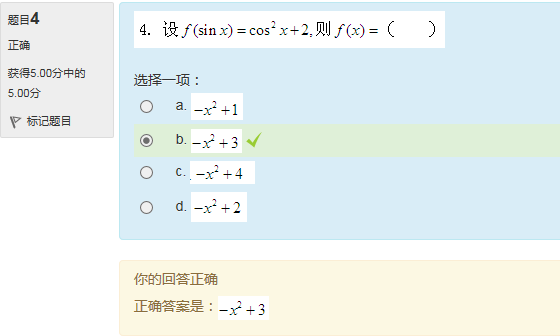 题目4
正确
获得5.00分中的
5.00分
标记题目
4. 设 f(sin x) = cos² x + 2, 则 f(x) = （ ）
选择一项：
a. −x² + 1
b. −x² + 3
c. −x² + 4
d. −x² + 2
你的回答正确
正确答案是：−x² + 3